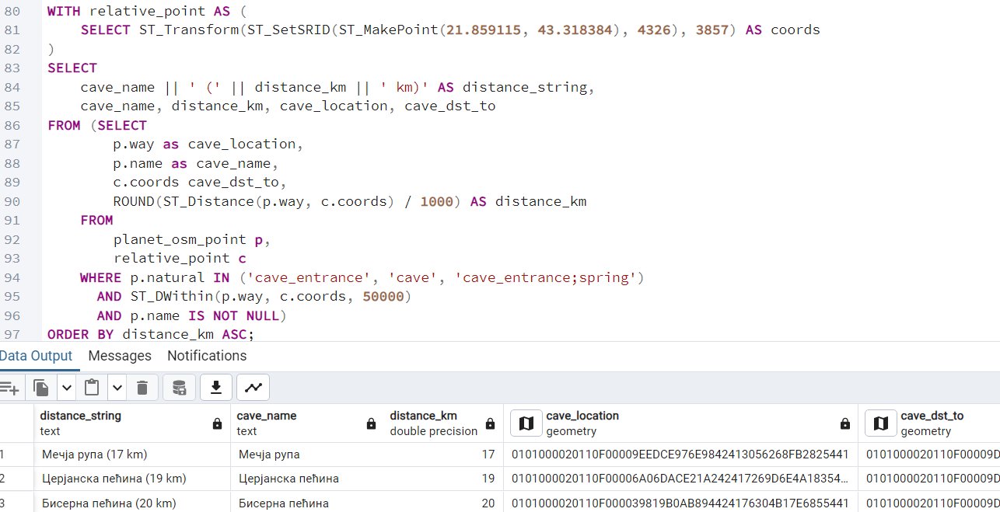 80 WITH relative_point AS (
81 SELECT ST_Transform(ST_SetSRID(ST_MakePoint(21.859115, 43.318384), 4326), 3857) AS coords
82 )
83 SELECT
84 cave_name || ' (' || distance_km || ' km)' AS distance_string,
85 cave_name, distance_km, cave_location, cave_dst_to
86 FROM (SELECT
87 p.way as cave_location,
88 p.name as cave_name,
89 c.coords cave_dst_to,
90 ROUND(ST_Distance(p.way, c.coords) / 1000) AS distance_km
91 FROM
92 planet_osm_point p,
93 relative_point c
94 WHERE p.natural IN ('cave_entrance', 'cave', 'cave_entrance;spring')
95 AND ST_DWithin(p.way, c.coords, 50000)
96 AND p.name IS NOT NULL)
97 ORDER BY distance_km ASC;
Data Output Messages Notifications
distance_string cave_name distance_km cave_location cave_dst_to
text text double precision geometry geometry
1 Мечја рупа (17 km) Мечја рупа 17 0101000020110F00009EEDCE976E9842413056268FB2825441 0101000020110F00009D
2 Церјанска пећина (19 km) Церјанска пећина 19 0101000020110F00006A06DACE21A242417269D6E4A18354... 0101000020110F00009D
3 Бисерна пећина (20 km) Бисерна пећина 20 0101000020110F000039819B0AB894424176304B17E6855441 0101000020110F00009D